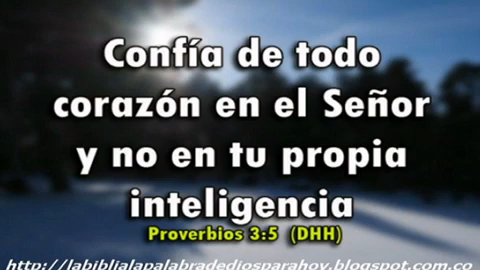 Confía de todo
corazón en el Señor
y no en tu propia
inteligencia
Proverbios 3:5 (DHH)
http://labiblialapalabradediosparahoy.blogspot.com.co